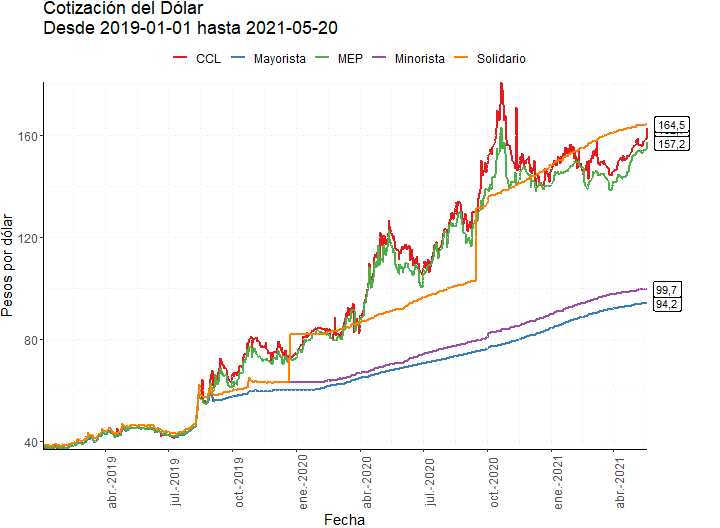 Cotización del Dólar
Desde 2019-01-01 hasta 2021-05-20
CCL Mayorista MEP Minorista Solidario
Pesos por dólar
160
120
80
40
164,5
157,2
99,7
94,2
abr.-2019 jul.-2019 oct.-2019 ene.-2020 abr.-2020 jul.-2020 oct.-2020 ene.-2021 abr.-2021
Fecha